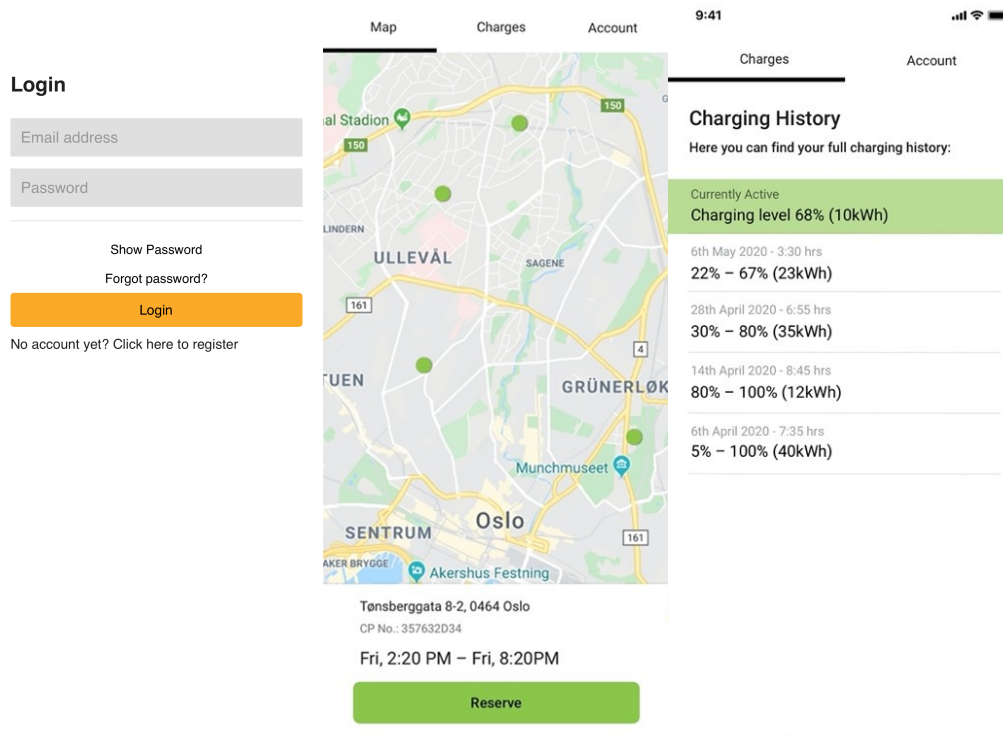 Login
Email address
Password
Show Password
Forgot password?
Login
No account yet? Click here to register
Map
Charges
Account
150
al Stadion
150
LINDERN
ULLEVÅL
SAGENE
161
4
TUEN
GRÜNERLØK
Munchmuseet
Oslo
SENTRUM
161
AKER BRYGGE
Akershus Festning
Tønsberggata 8-2, 0464 Oslo
CP No.: 357632D34
Fri, 2:20 PM – Fri, 8:20PM
Reserve
9:41
Charges
Account
Charging History
Here you can find your full charging history:
Currently Active
Charging level 68% (10kWh)
6th May 2020 - 3:30 hrs
22% – 67% (23kWh)
28th April 2020 - 6:55 hrs
30% – 80% (35kWh)
14th April 2020 - 8:45 hrs
80% – 100% (12kWh)
6th April 2020 - 7:35 hrs
5% – 100% (40kWh)